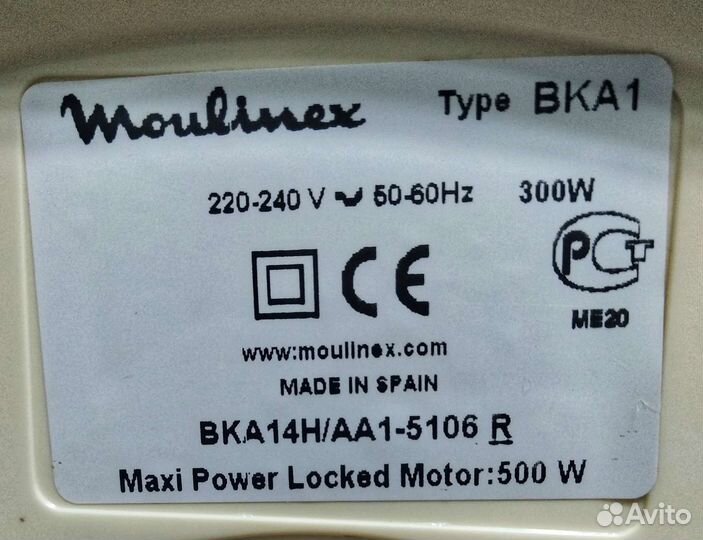 Moulinex Type BKA1
220-240 V 50-60Hz 300W
PCT
CE
ME20
www.moulinex.com
MADE IN SPAIN
BKA14H/AA1-5106 R
Maxi Power Locked Motor:500 W
Avito